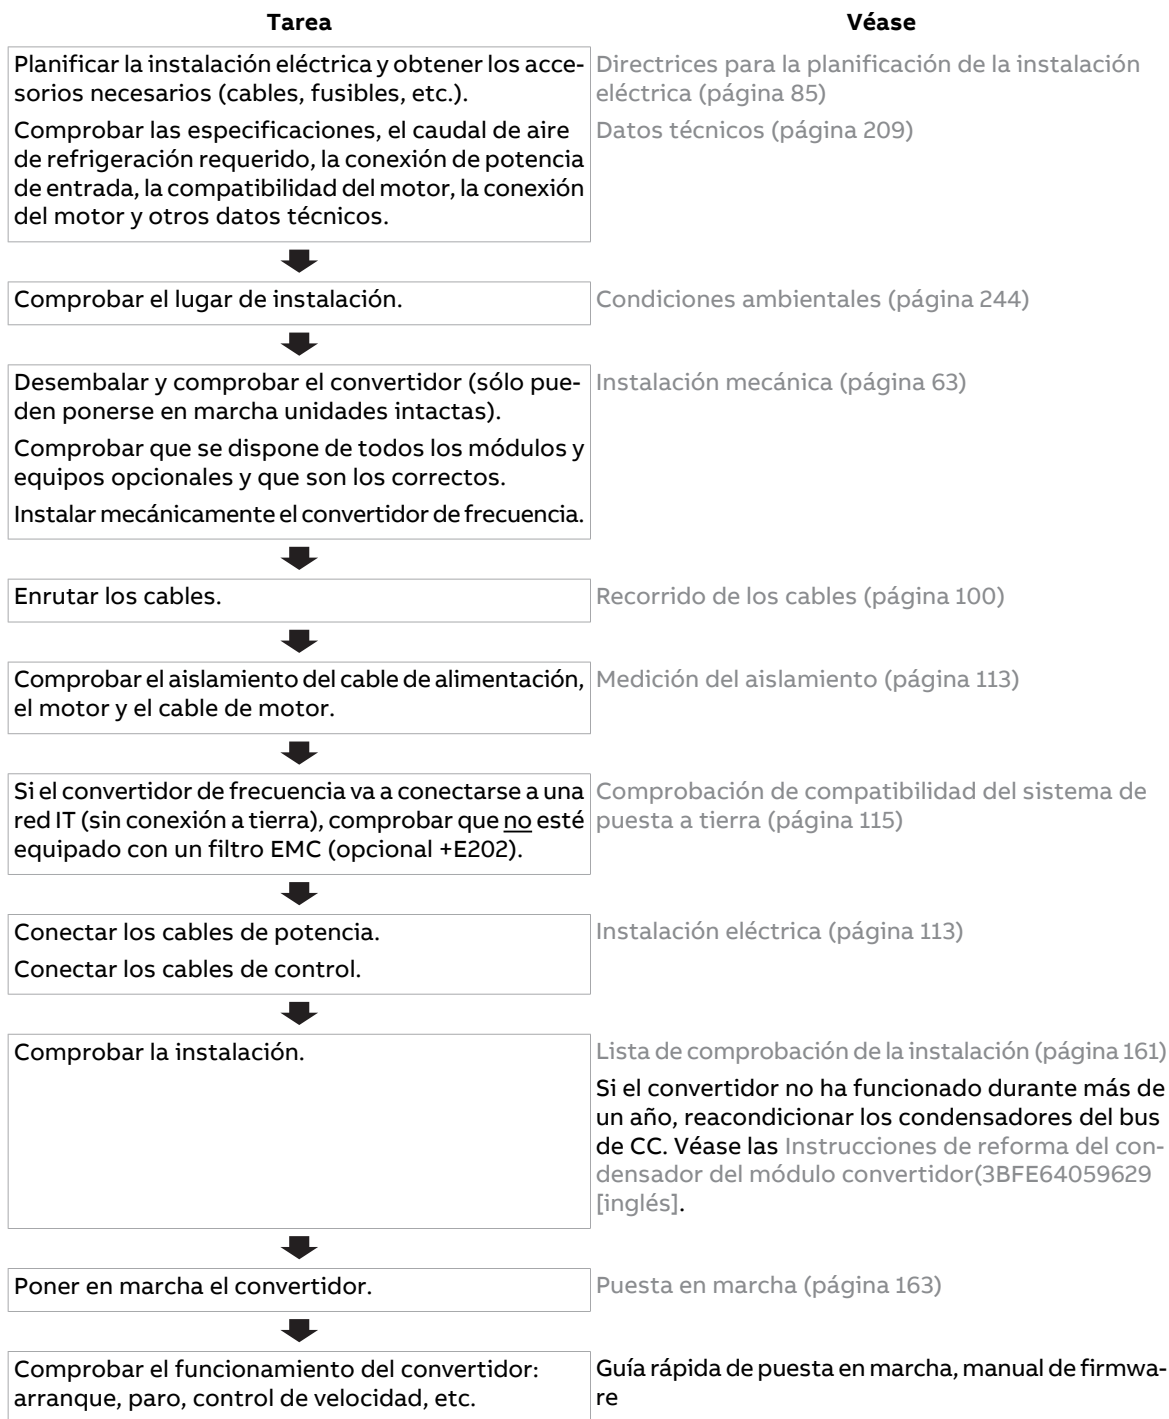 Tarea
Véase
Planificar la instalación eléctrica y obtener los acce-
sorios necesarios (cables, fusibles, etc.).
Directrices para la planificación de la instalación
eléctrica (página 85)
Comprobar las especificaciones, el caudal de aire
de refrigeración requerido, la conexión de potencia
de entrada, la compatibilidad del motor, la conexión
del motor y otros datos técnicos.
Datos técnicos (página 209)
Comprobar el lugar de instalación.
Condiciones ambientales (página 244)
Desembalar y comprobar el convertidor (sólo pue-
den ponerse en marcha unidades intactas).
Comprobar que se dispone de todos los módulos y
equipos opcionales y que son los correctos.
Instalar mecánicamente el convertidor de frecuencia.
Instalación mecánica (página 63)
Enrutar los cables.
Recorrido de los cables (página 100)
Comprobar el aislamiento del cable de alimentación,
el motor y el cable de motor.
Medición del aislamiento (página 113)
Si el convertidor de frecuencia va a conectarse a una
red IT (sin conexión a tierra), comprobar que no esté
equipado con un filtro EMC (opcional +E202).
Comprobación de compatibilidad del sistema de
puesta a tierra (página 115)
Conectar los cables de potencia.
Conectar los cables de control.
Instalación eléctrica (página 113)
Comprobar la instalación.
Lista de comprobación de la instalación (página 161)
Si el convertidor no ha funcionado durante más de
un año, reacondicionar los condensadores del bus
de CC. Véase las Instrucciones de reforma del con-
densador del módulo convertidor(3BFE64059629
[inglés].
Poner en marcha el convertidor.
Puesta en marcha (página 163)
Comprobar el funcionamiento del convertidor:
arranque, paro, control de velocidad, etc.
Guía rápida de puesta en marcha, manual de firmwa-
re